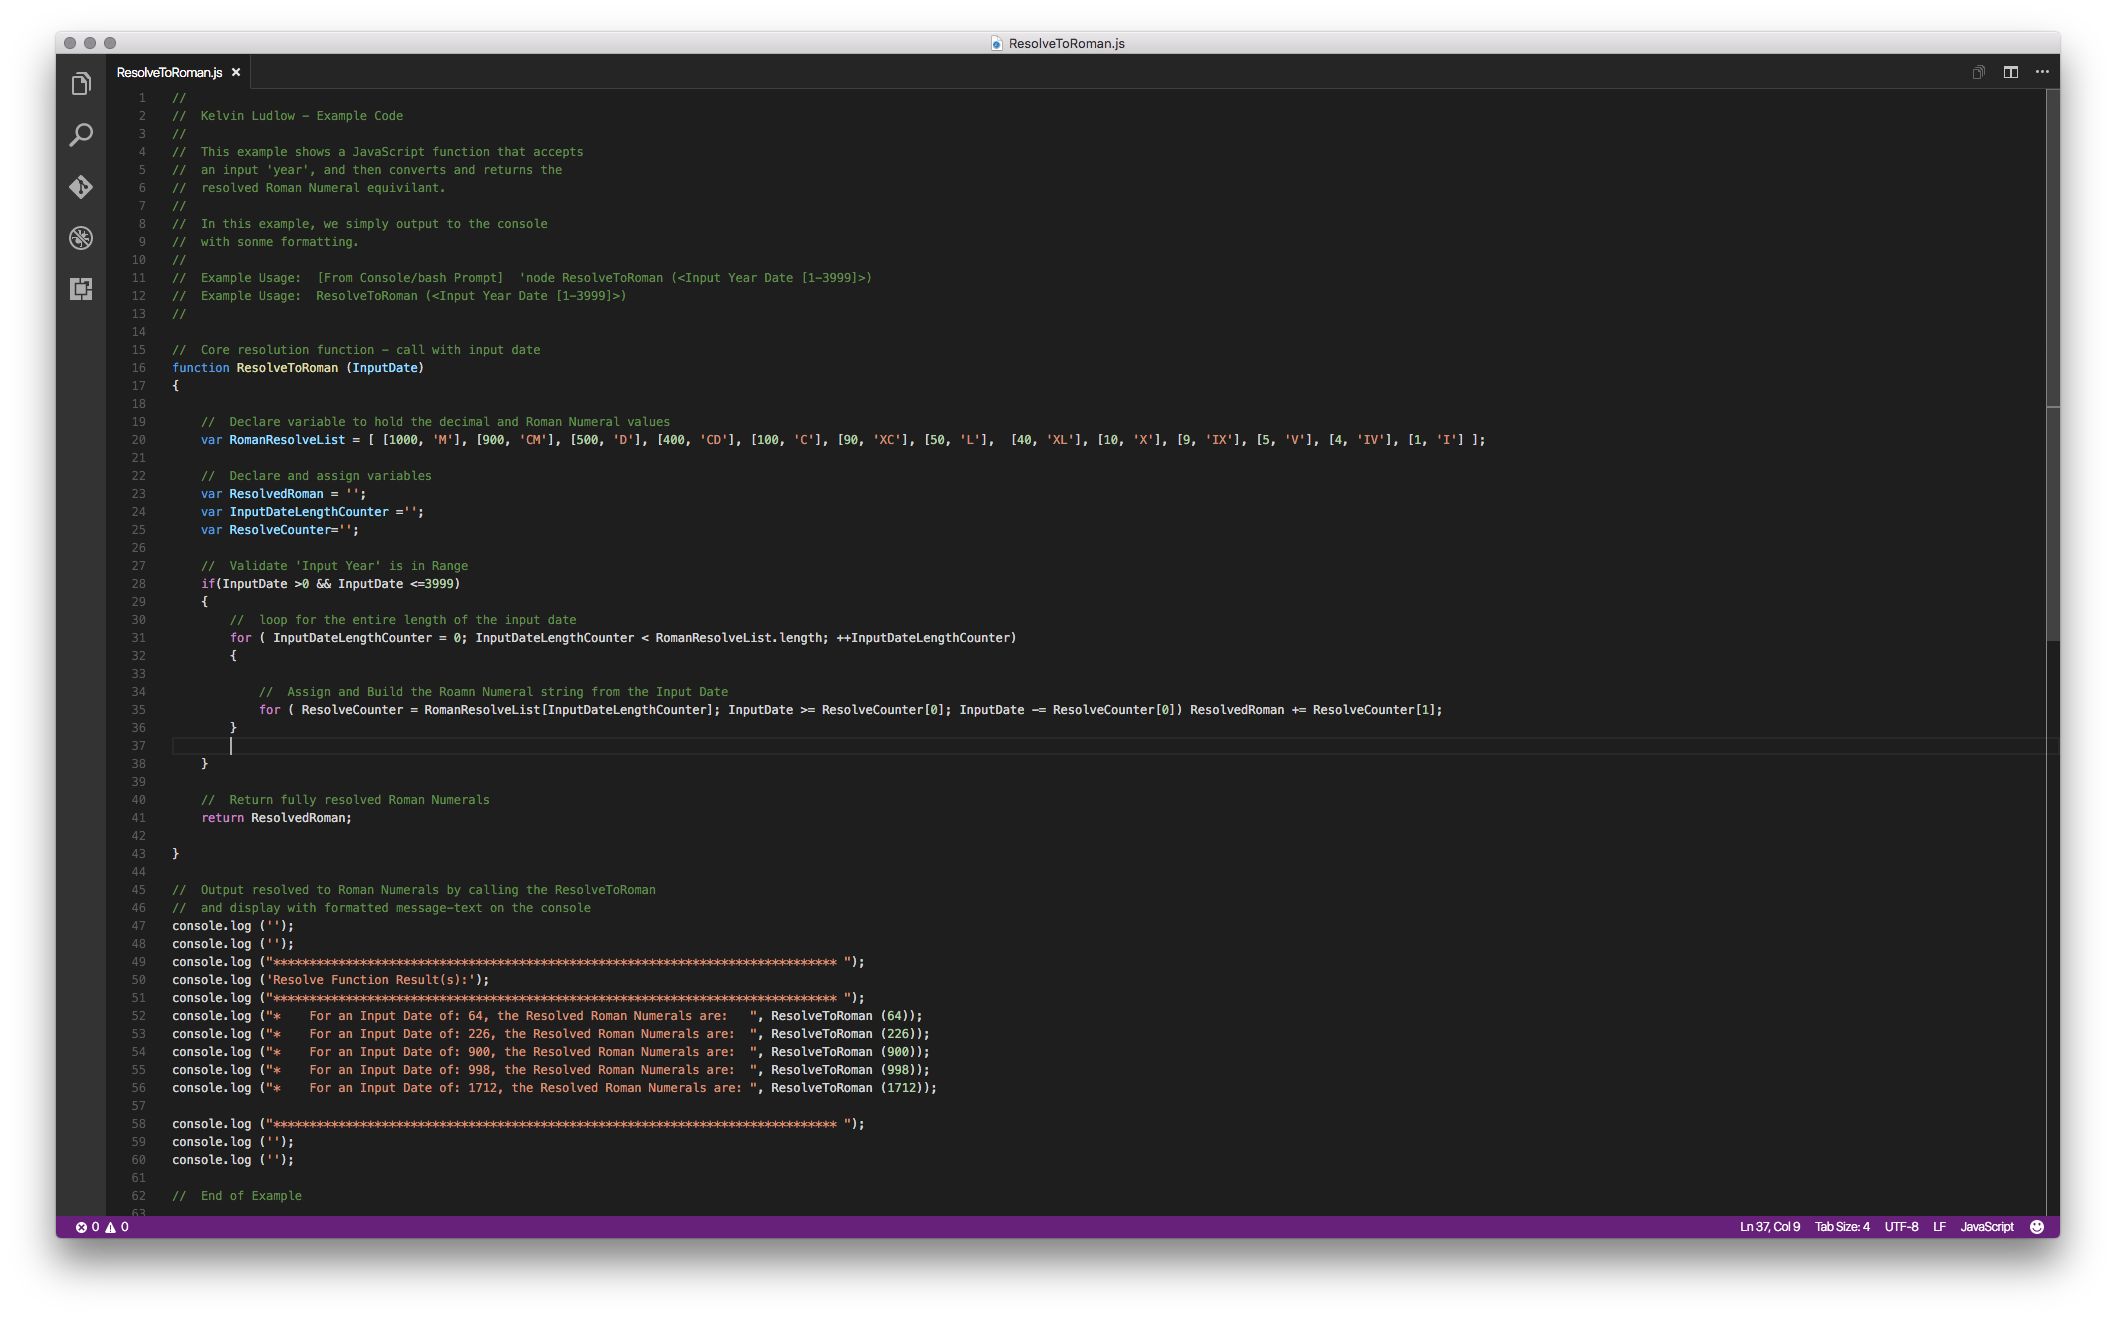 ResolveToRoman.js
ResolveToRoman.js ×
1 //
2 //  Kelvin Ludlow - Example Code
3 //
4 //  This example shows a JavaScript function that accepts
5 //  an input 'year', and then converts and returns the
6 //  resolved Roman Numeral equivilant.
7 //
8 //  In this example, we simply output to the console
9 //  with sonme formatting.
10 //
11 //  Example Usage:  [From Console/bash Prompt]  'node ResolveToRoman (<Input Year Date [1-3999]>)
12 //  Example Usage:  ResolveToRoman (<Input Year Date [1-3999]>)
13 //
14
15 //  Core resolution function - call with input date
16 function ResolveToRoman (InputDate)
17 {
18
19     //  Declare variable to hold the decimal and Roman Numeral values
20     var RomanResolveList = [ [1000, 'M'], [900, 'CM'], [500, 'D'], [400, 'CD'], [100, 'C'], [90, 'XC'], [50, 'L'],  [40, 'XL'], [10, 'X'], [9, 'IX'], [5, 'V'], [4, 'IV'], [1, 'I'] ];
21
22     //  Declare and assign variables
23     var ResolvedRoman = '';
24     var InputDateLengthCounter ='';
25     var ResolveCounter='';
26
27     //  Validate 'Input Year' is in Range
28     if(InputDate >0 && InputDate <=3999)
29     {
30         //  loop for the entire length of the input date
31         for ( InputDateLengthCounter = 0; InputDateLengthCounter < RomanResolveList.length; ++InputDateLengthCounter)
32         {
33
34             //  Assign and Build the Roamn Numeral string from the Input Date
35             for ( ResolveCounter = RomanResolveList[InputDateLengthCounter]; InputDate >= ResolveCounter[0]; InputDate -= ResolveCounter[0]) ResolvedRoman += ResolveCounter[1];
36         }
37
38     }
39
40     //  Return fully resolved Roman Numerals
41     return ResolvedRoman;
42
43 }
44
45 //  Output resolved to Roman Numerals by calling the ResolveToRoman
46 //  and display with formatted message-text on the console
47 console.log ('');
48 console.log ('');
49 console.log ("****************************************************************************** ");
50 console.log ('Resolve Function Result(s):');
51 console.log ("****************************************************************************** ");
52 console.log ("*    For an Input Date of: 64, the Resolved Roman Numerals are:   ", ResolveToRoman (64));
53 console.log ("*    For an Input Date of: 226, the Resolved Roman Numerals are:  ", ResolveToRoman (226));
54 console.log ("*    For an Input Date of: 900, the Resolved Roman Numerals are:  ", ResolveToRoman (900));
55 console.log ("*    For an Input Date of: 998, the Resolved Roman Numerals are:  ", ResolveToRoman (998));
56 console.log ("*    For an Input Date of: 1712, the Resolved Roman Numerals are: ", ResolveToRoman (1712));
57
58 console.log ("****************************************************************************** ");
59 console.log ('');
60 console.log ('');
61
62 //  End of Example
63
0 0 Ln 37, Col 9 Tab Size: 4 UTF-8 LF JavaScript